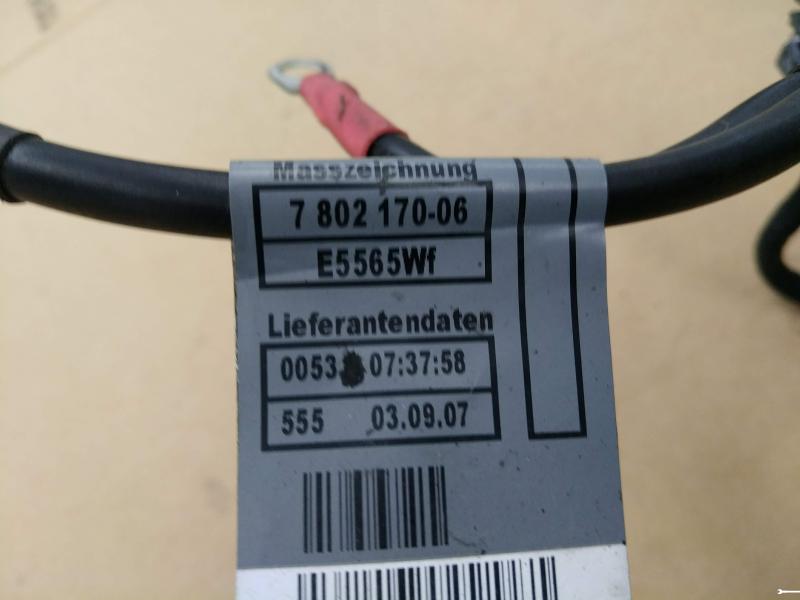 Masszeichnung
7 802 170-06
E5565Wf
Lieferantendaten
0053 07:37:58
555 03.09.07